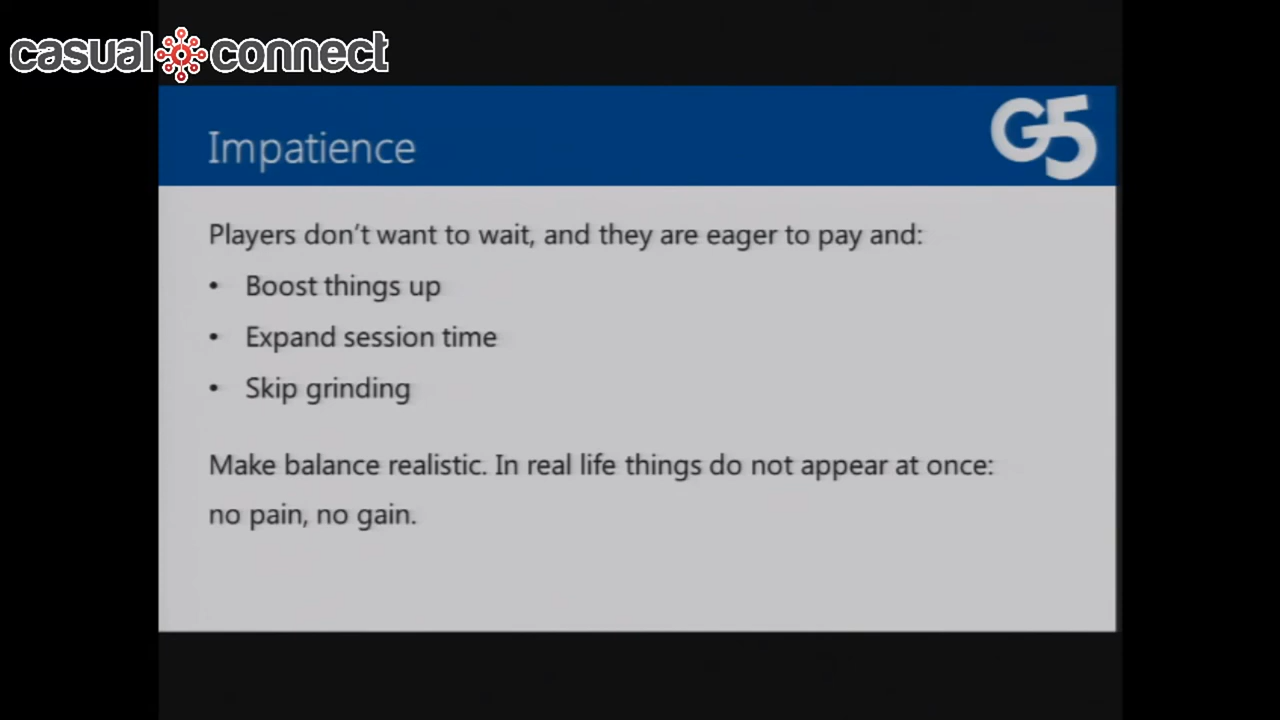 casual connect
G5
Impatience
Players don't want to wait, and they are eager to pay and:
• Boost things up
• Expand session time
• Skip grinding
Make balance realistic. In real life things do not appear at once:
no pain, no gain.